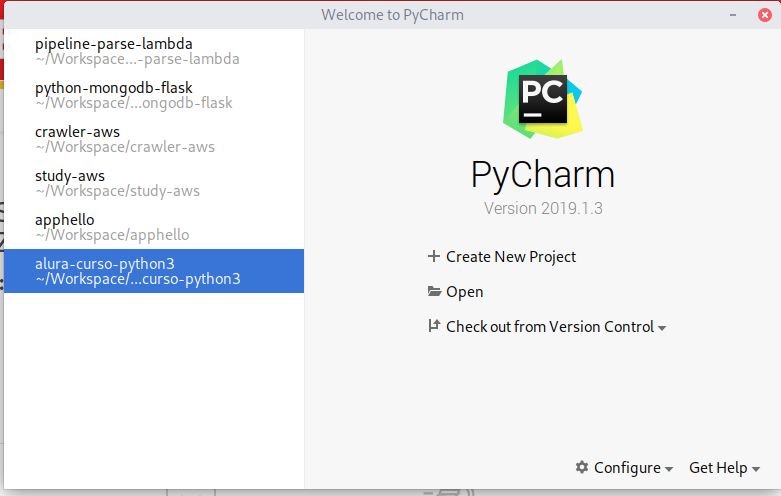 Welcome to PyCharm
pipeline-parse-lambda
~/Workspace...-parse-lambda
python-mongodb-flask
~/Workspace/...ongodb-flask
crawler-aws
~/Workspace/crawler-aws
study-aws
~/Workspace/study-aws
apphello
~/Workspace/apphello
alura-curso-python3
~/Workspace/...curso-python3
PC
PyCharm
Version 2019.1.3
Create New Project
Open
Check out from Version Control
Configure
Get Help